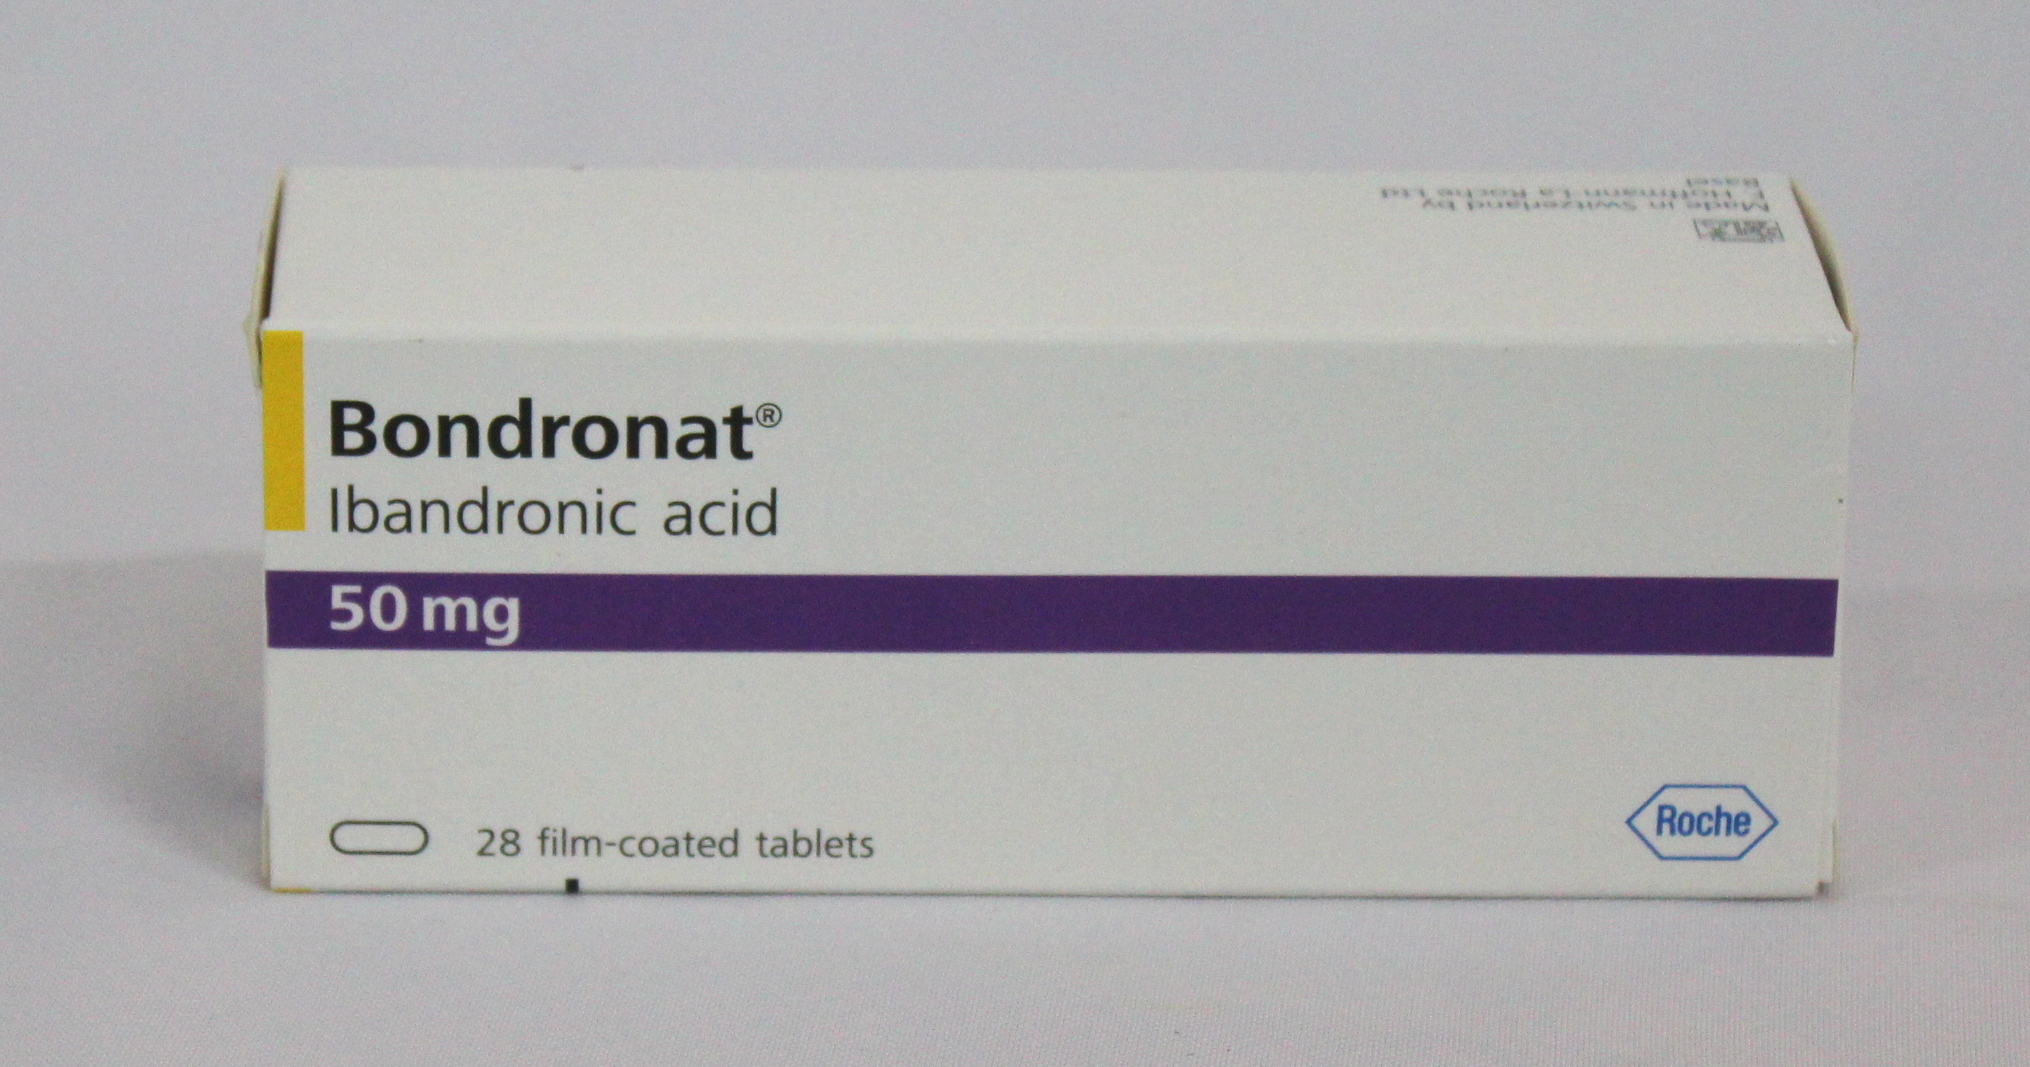 Bondronat®
Ibandronic acid
50 mg
28 film-coated tablets
Roche
Made in Switzerland by
F. Hoffmann-La Roche Ltd
Basel